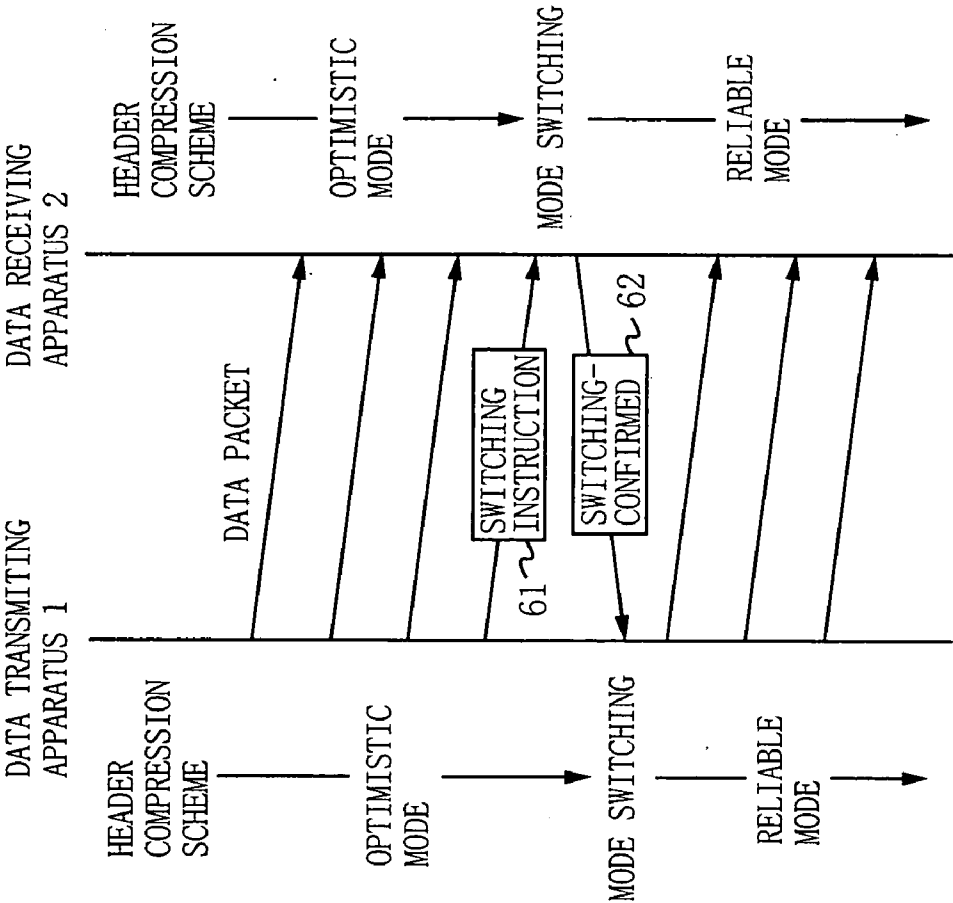 DATA TRANSMITING
APPARATUS 1
DATA RECEIVING
APPARATUS 2
HEADER
COMPRESSION
SCHEME
OPTIMISTIC
MODE
MODE SWITCHING
RELIABLE
MODE
DATA PACKET
SWITCHING
INSTRUCTION
61
SWITCHING-
CONFIRMED
62
HEADER
COMPRESSION
SCHEME
OPTIMISTIC
MODE
MODE SWITCHING
RELIABLE
MODE